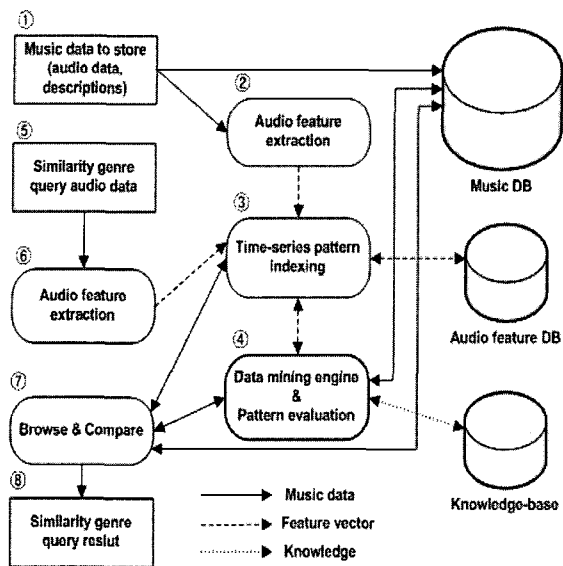 ①
Music data to store
(audio data,
descriptions)
②
Audio feature
extraction
Music DB
⑤
Similarity genre
query audio data
③
Time-series pattern
indexing
Audio feature DB
⑥
Audio feature
extraction
④
Data mining engine
&
Pattern evaluation
⑦
Browse & Compare
Knowledge-base
⑧
Similarity genre
query reslut
Music data
Feature vector
Knowledge